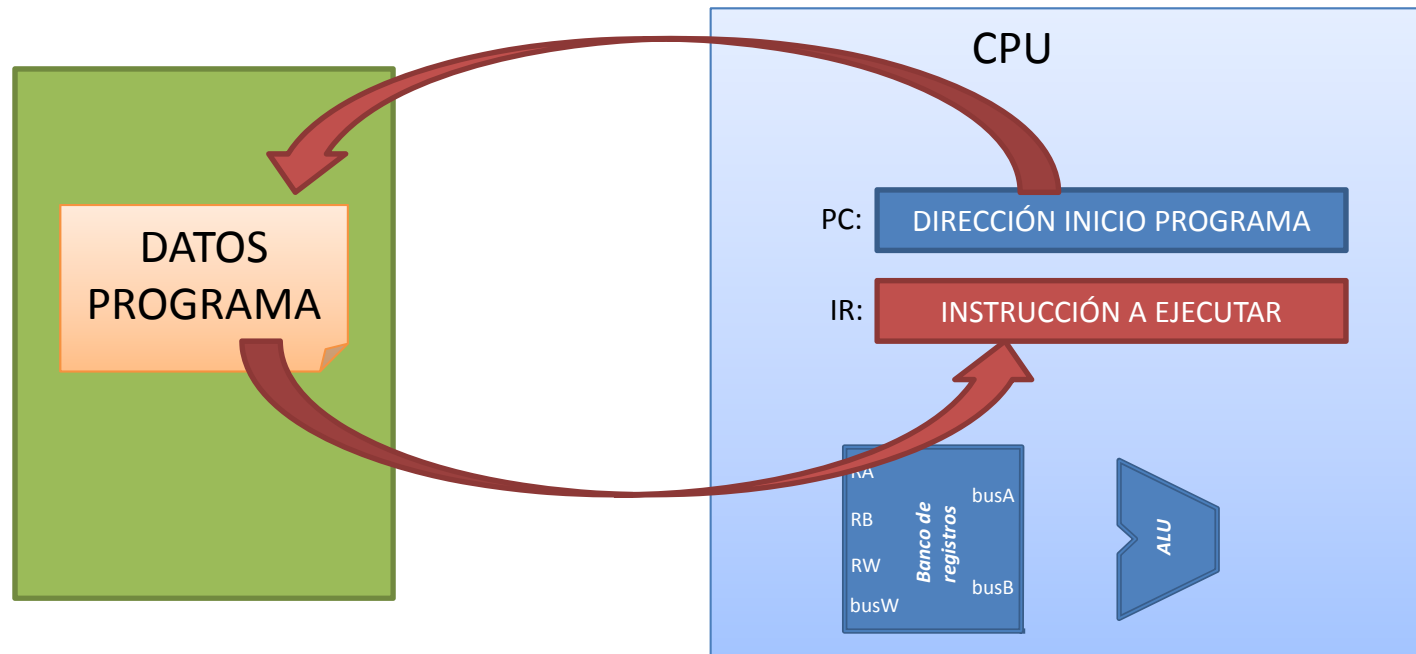 CPU
DATOS
PROGRAMA
PC:
DIRECCIÓN INICIO PROGRAMA
IR:
INSTRUCCIÓN A EJECUTAR
RA
RB
RW
busW
Banco de
registros
busA
busB
ALU